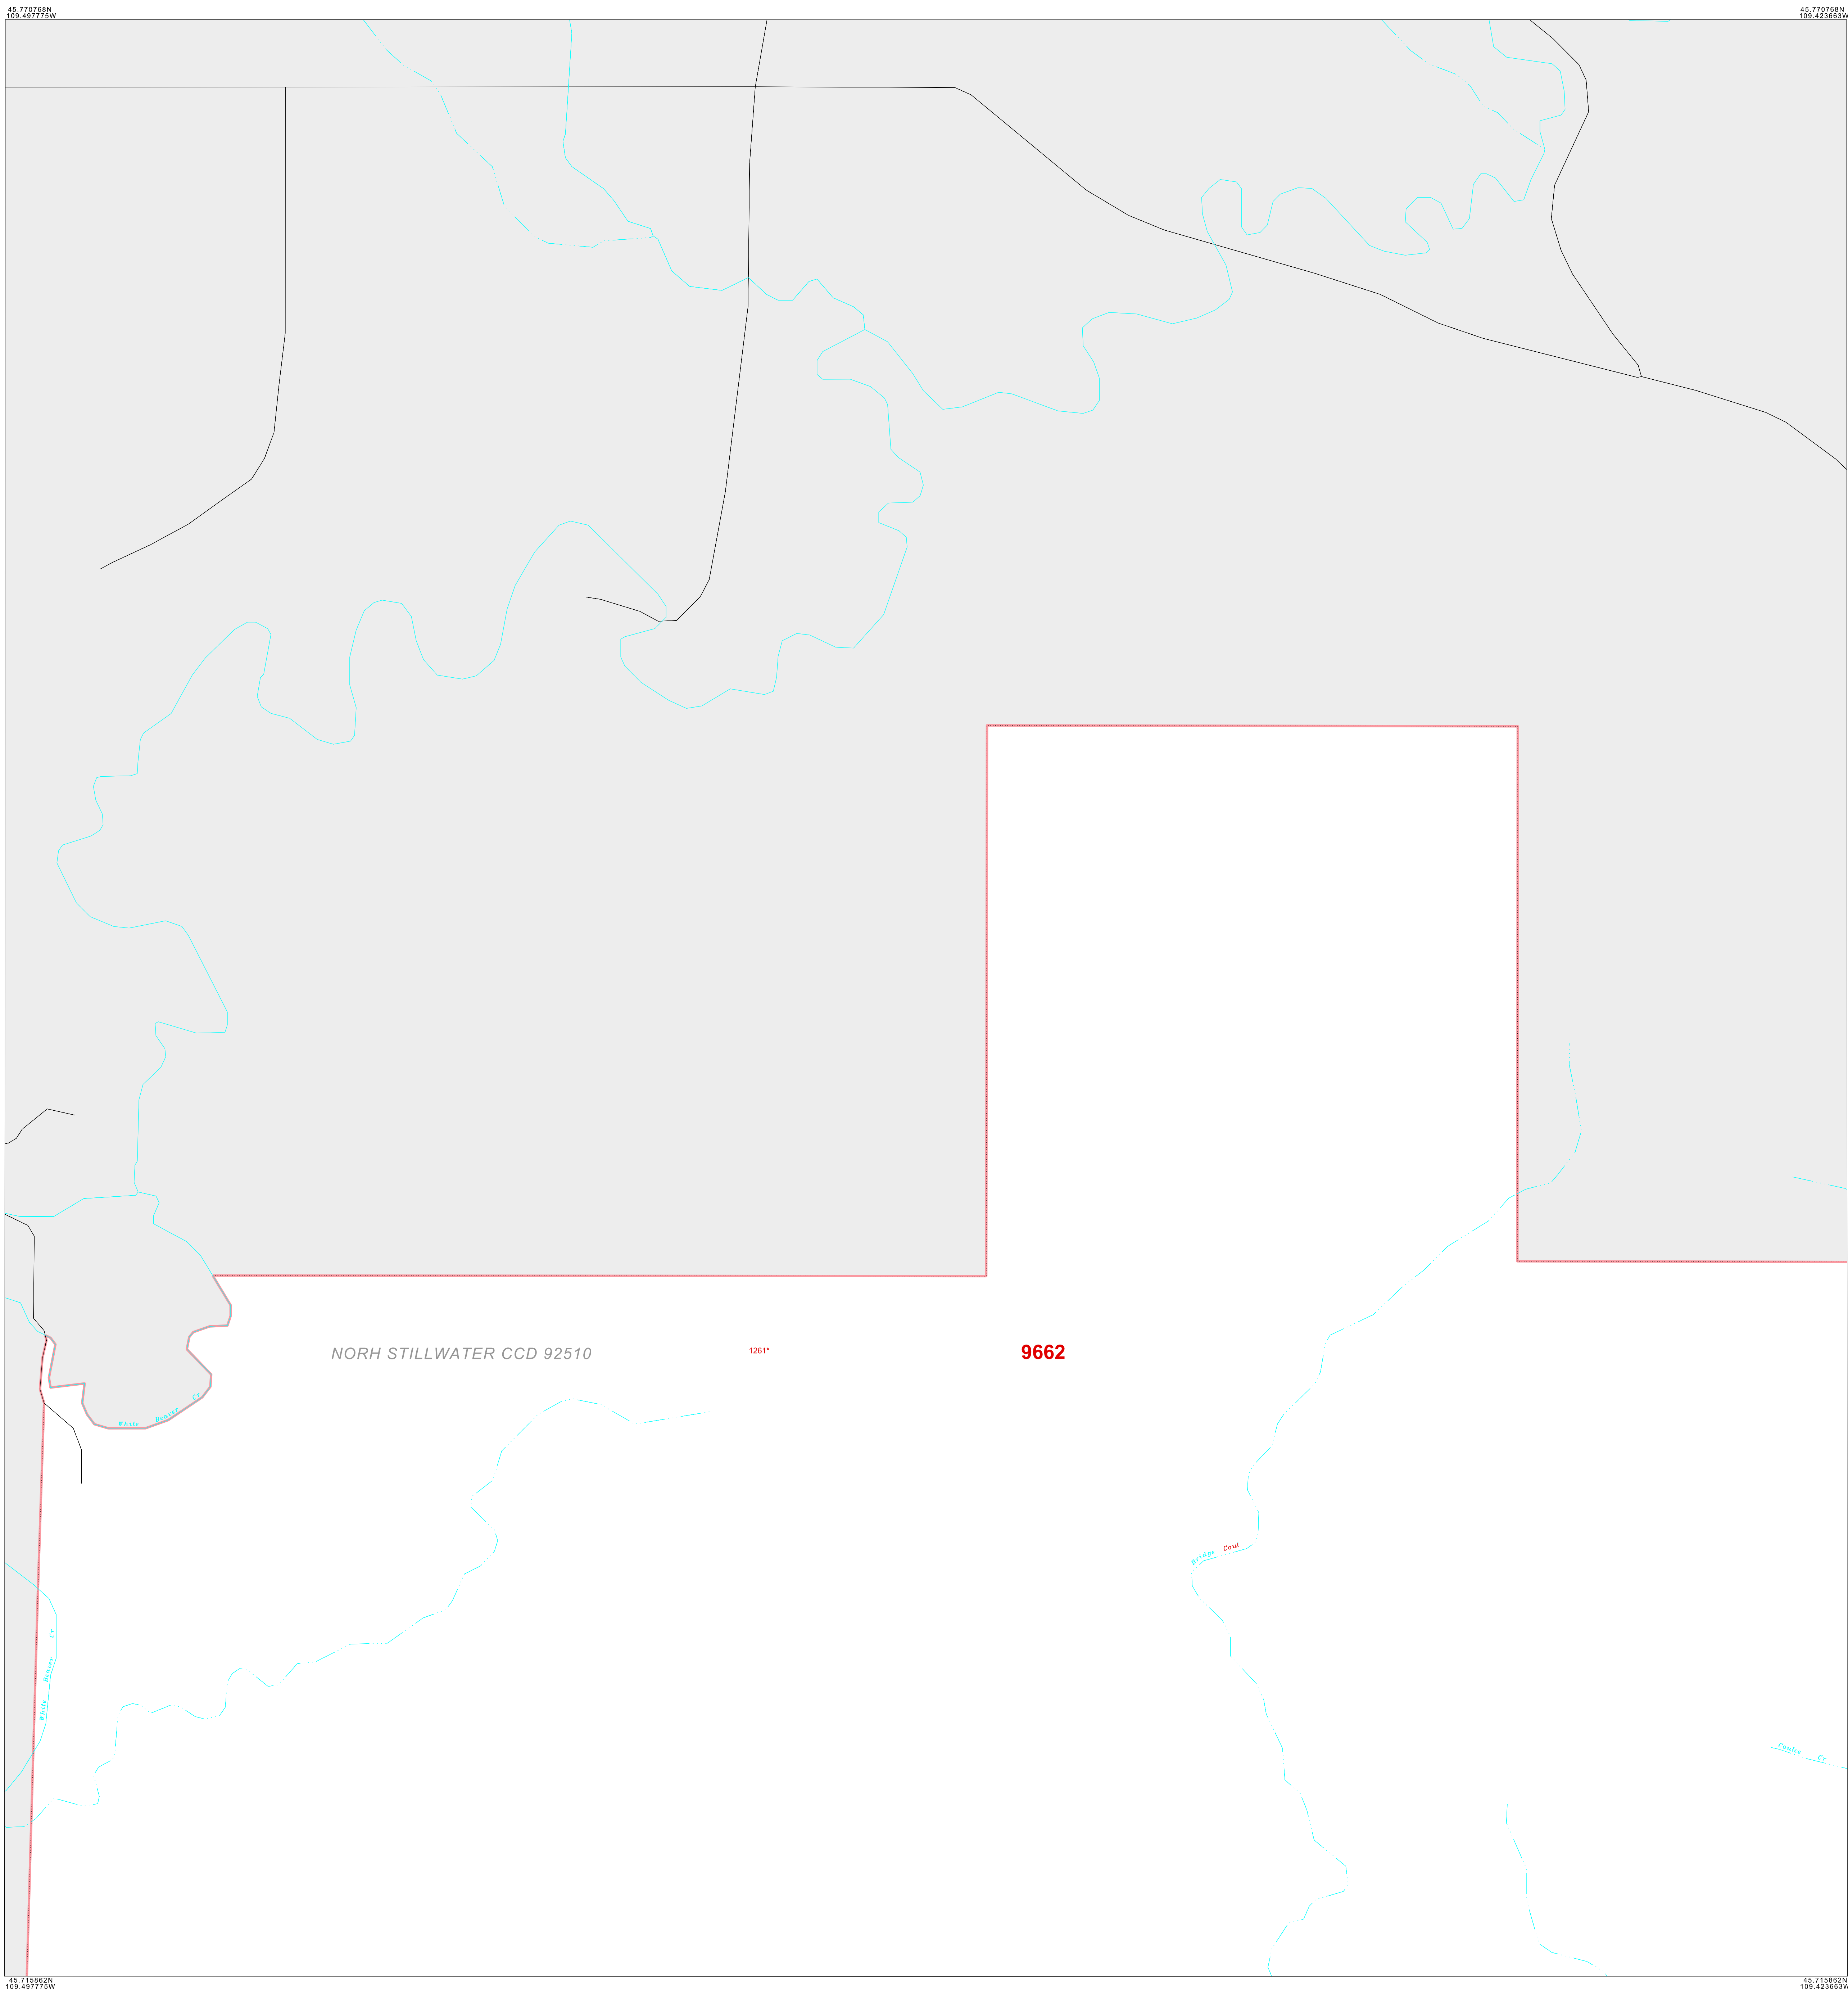 45.770768N
109.497775W
45.770768N
109.423663W
NORH STILLWATER CCD 92510
1261*
9662
White Beaver Cr
Bridge Coul
White Beaver Cr
Cowley Cr
45.715862N
109.497775W
45.715862N
109.423663W